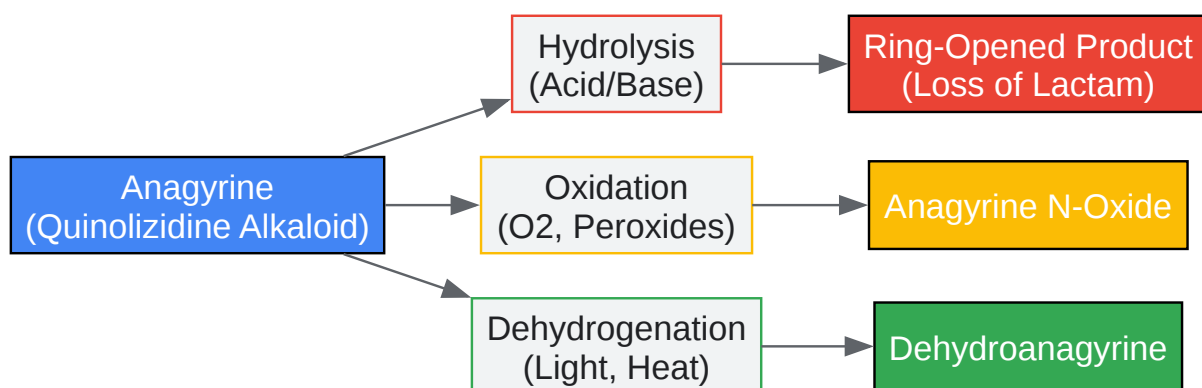 Hydrolysis
(Acid/Base)
Ring-Opened Product
(Loss of Lactam)
Anagyrine
(Quinolizidine Alkaloid)
Oxidation
(O2, Peroxides)
Anagyrine N-Oxide
Dehydrogenation
(Light, Heat)
Dehydroanagyrine